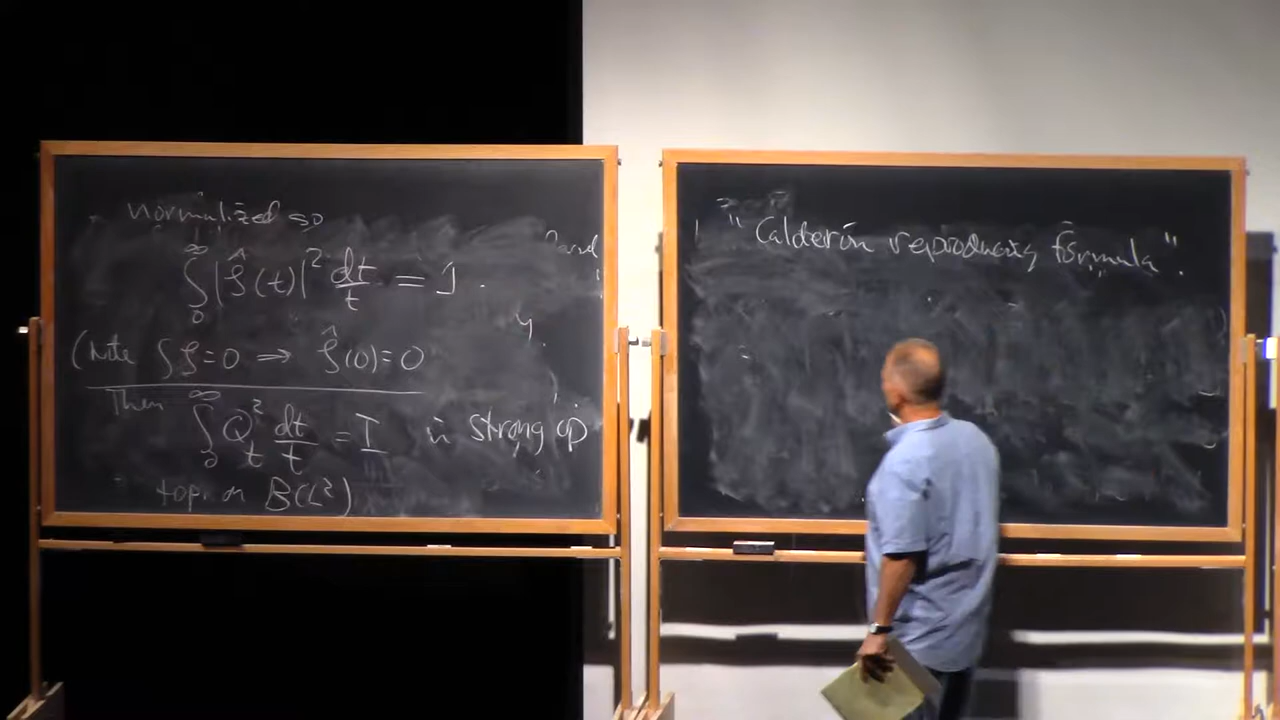 normalized so
∫₀^∞ |ζ̂(t)|² dt/t = 1.
(Note ∫ζ=0 ⟹ ζ̂(0)=0
Then ∫₀^∞ Q_t² dt/t = I in strong op
top. on B(L²)
"Calderón reproducing formula".